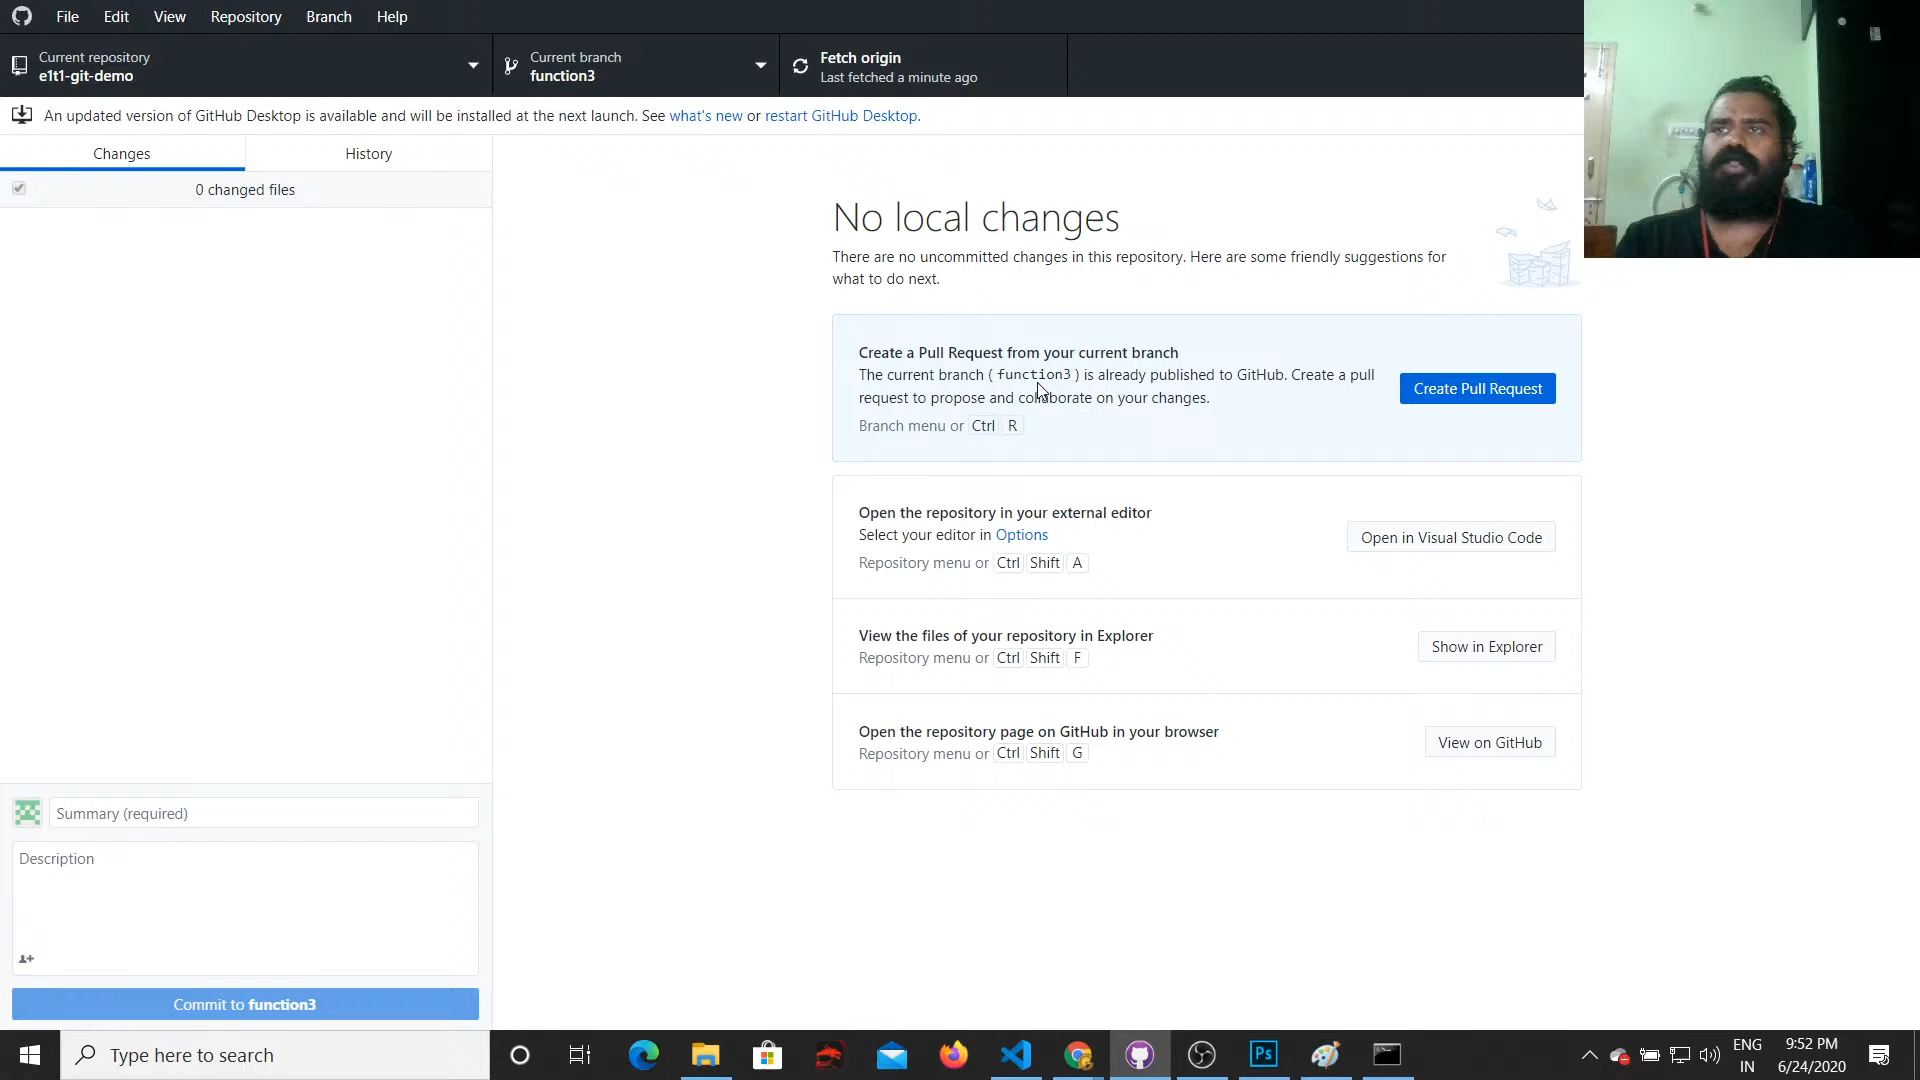 File Edit View Repository Branch Help
Current repository
e1t1-git-demo
Current branch
function3
Fetch origin
Last fetched a minute ago
An updated version of GitHub Desktop is available and will be installed at the next launch. See what's new or restart GitHub Desktop.
Changes
History
0 changed files
No local changes
There are no uncommitted changes in this repository. Here are some friendly suggestions for
what to do next.
Create a Pull Request from your current branch
The current branch ( function3 ) is already published to GitHub. Create a pull
request to propose and collaborate on your changes.
Branch menu or Ctrl R
Create Pull Request
Open the repository in your external editor
Select your editor in Options
Repository menu or Ctrl Shift A
Open in Visual Studio Code
View the files of your repository in Explorer
Repository menu or Ctrl Shift F
Show in Explorer
Open the repository page on GitHub in your browser
Repository menu or Ctrl Shift G
View on GitHub
Summary (required)
Description
Commit to function3
Type here to search
Ps
ENG
IN
9:52 PM
6/24/2020